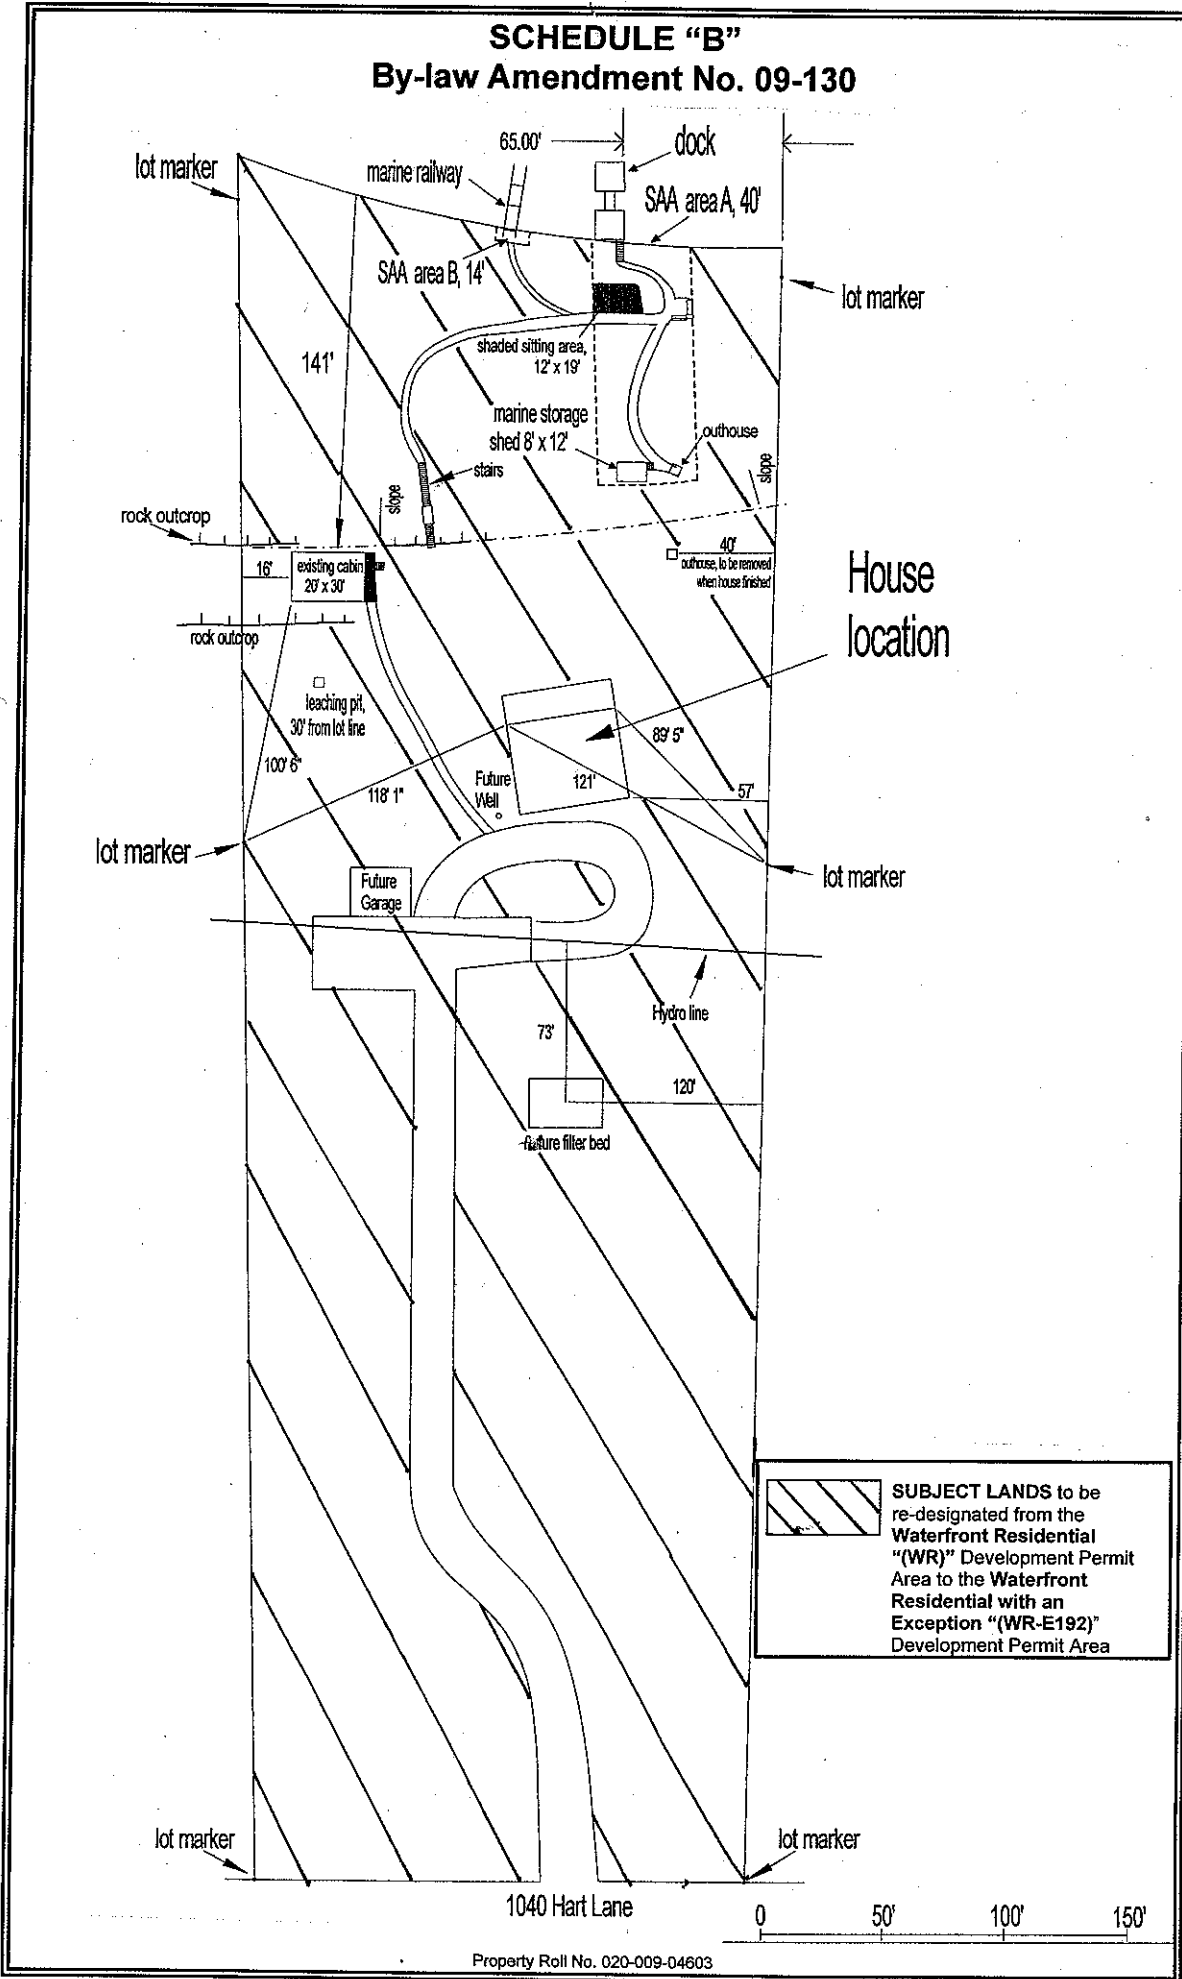 SCHEDULE “B”
By-law Amendment No. 09-130
65.00'
dock
lot marker
marine railway
SAA area A, 40'
SAA area B, 14'
lot marker
141'
shaded sitting area,
12' x 19'
marine storage
shed 8' x 12'
outhouse
stairs
slope
slope
rock outcrop
40'
outhouse, to be removed
when house finished
16'
existing cabin
20' x 30'
House
location
rock outcrop
leaching pit,
30' from lot line
89' 5"
100' 6"
Future
Well
121'
57'
118' 1"
lot marker
lot marker
Future
Garage
Hydro line
73'
120'
future filter bed
SUBJECT LANDS to be
re-designated from the
Waterfront Residential
“(WR)” Development Permit
Area to the Waterfront
Residential with an
Exception “(WR-E192)”
Development Permit Area
lot marker
lot marker
1040 Hart Lane
0 50' 100' 150'
Property Roll No. 020-009-04603